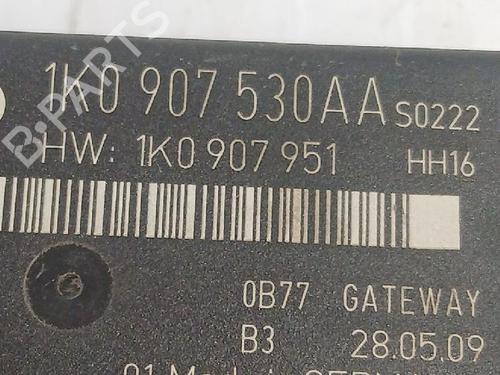 1K0 907 530AA S0222
HW: 1K0 907 951 HH16
0B77 GATEWAY
B3 28.05.09
B-PARTS